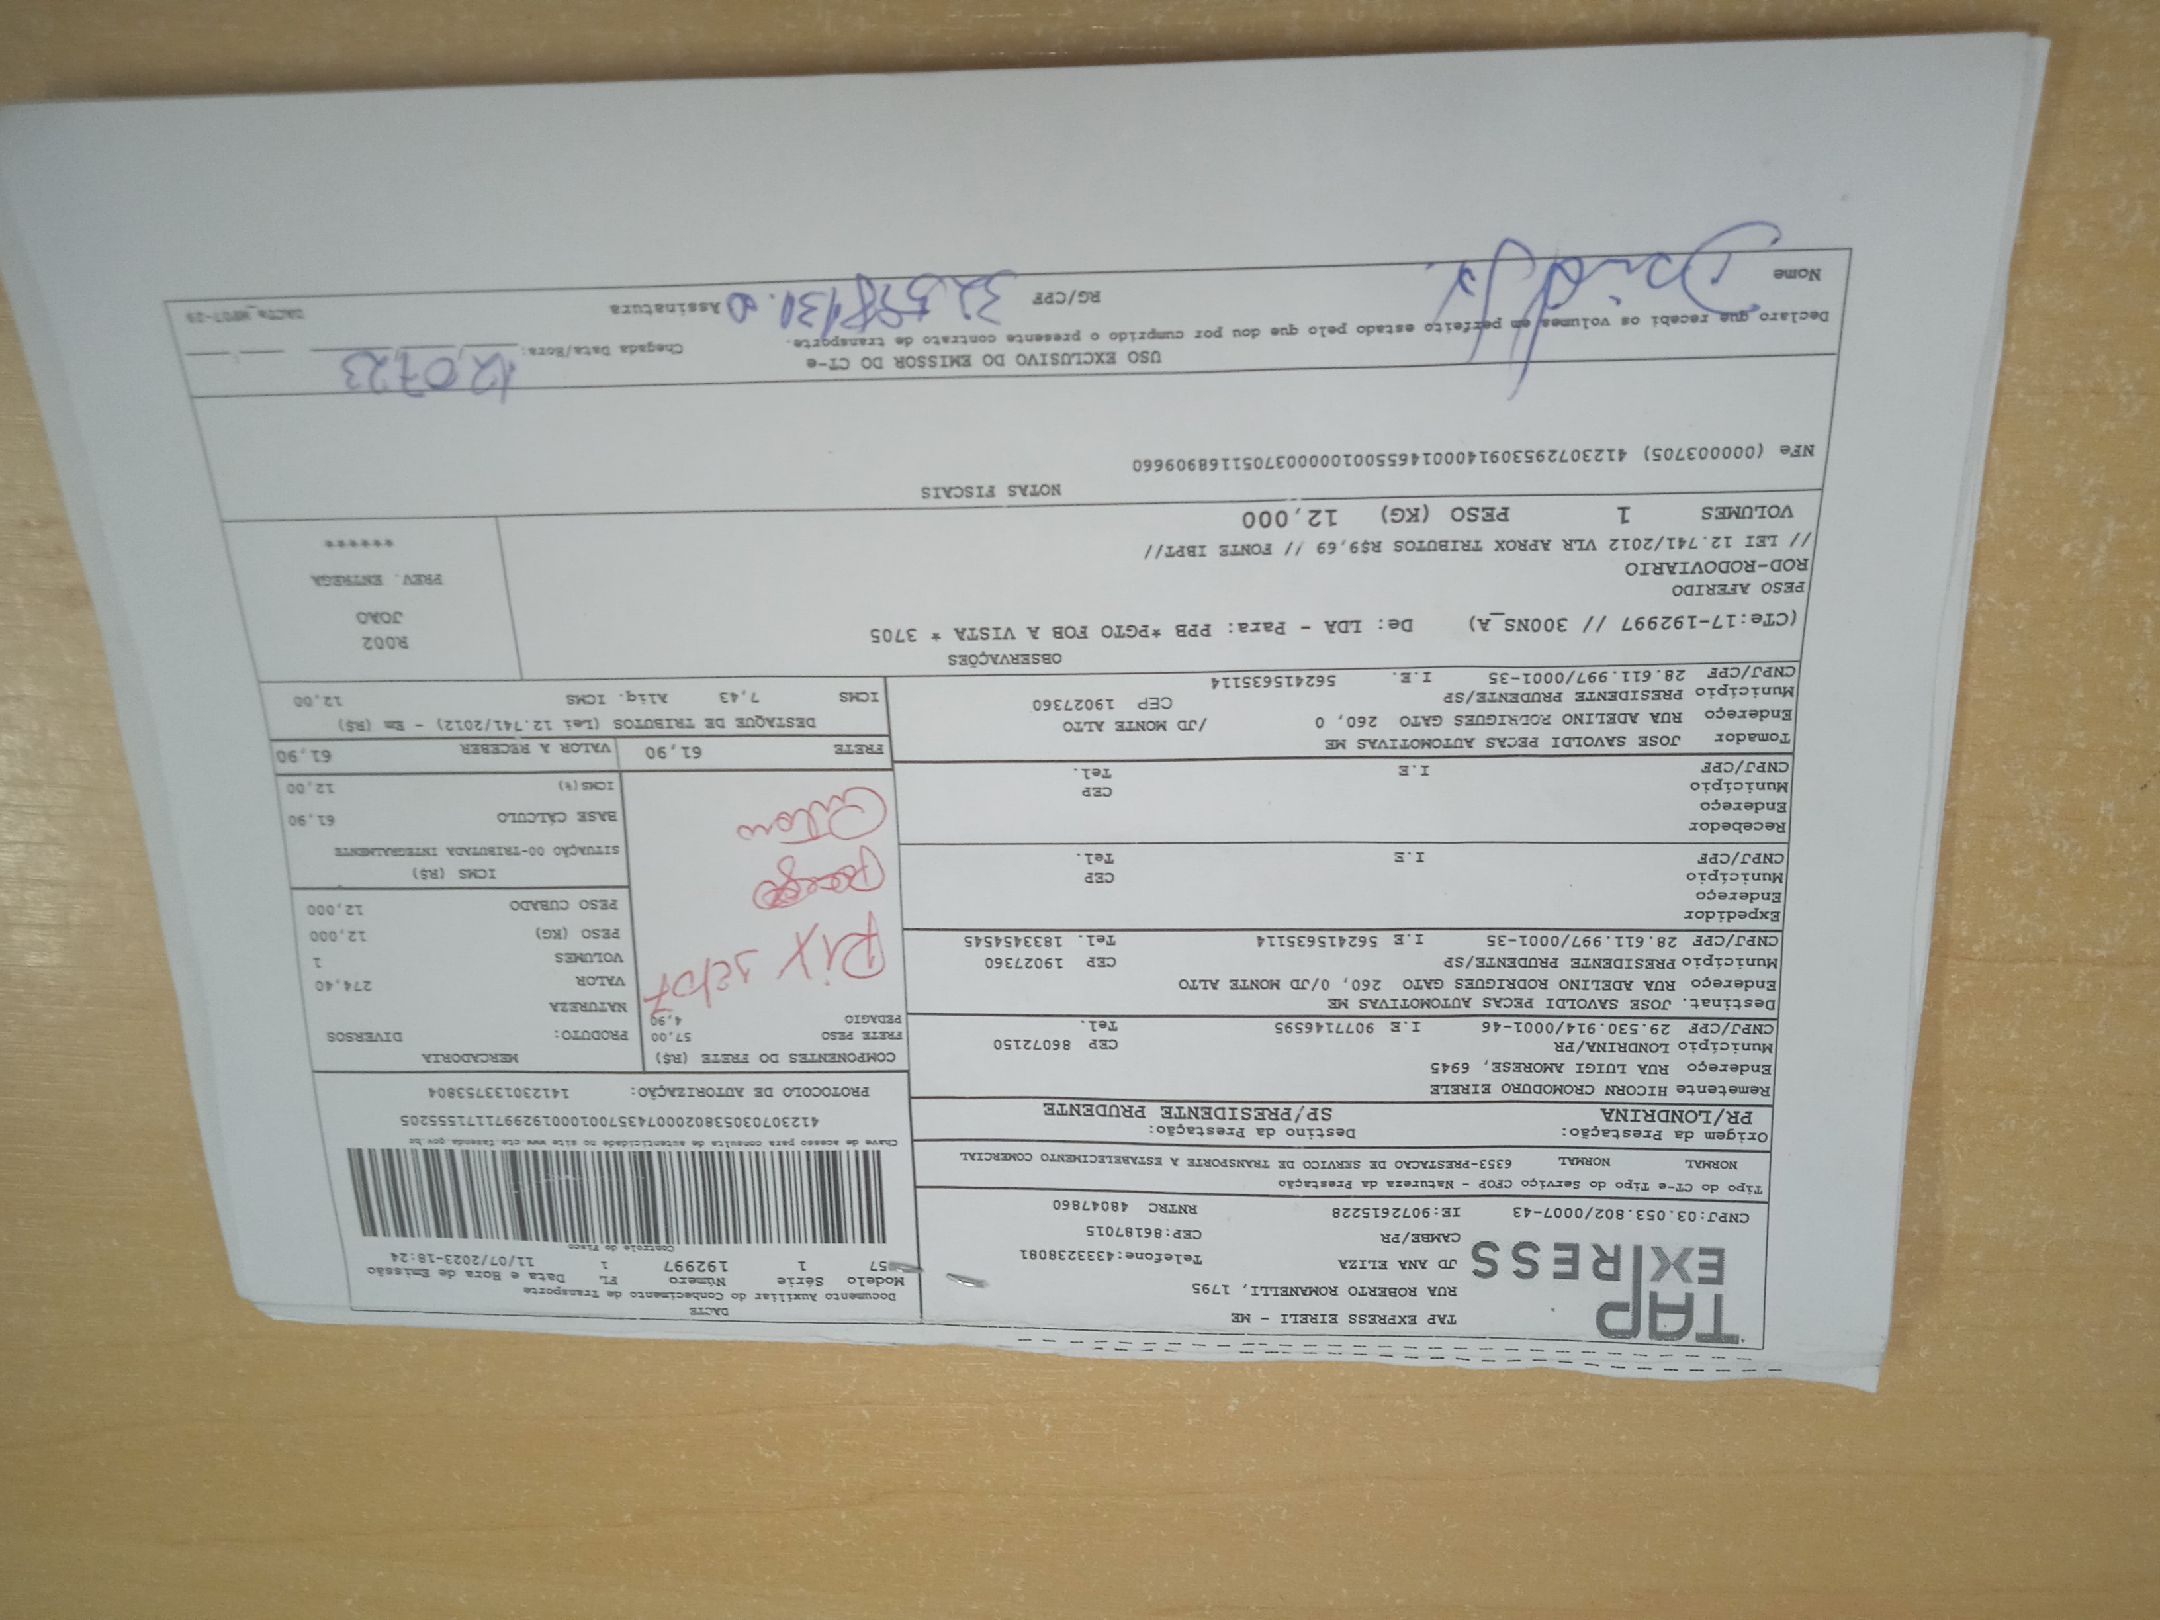 TAP EXPRESS
TAP EXPRESS EIRELI - ME
RUA ROBERTO ROMANELLI, 1795
JD ANA ELIZA Telefone:4333238081
CAMBE/PR CEP:86187015
CNPJ:03.053.802/0007-43 IE:9072615228 RNTRC 48047860
DACTE
Documento Auxiliar do Conhecimento de Transporte
Modelo Série Número FL Data e Hora de Emissão
57 1 192997 1 11/07/2023-18:24
Controle do Fisco
Chave de acesso para consulta de autenticidade no site www.cte.fazenda.gov.br
41230703053802000743570010001929971171555205
PROTOCOLO DE AUTORIZAÇÃO: 141230133753804
Tipo do CT-e Tipo do Serviço CFOP - Natureza da Prestação
NORMAL NORMAL 6353-PRESTACAO DE SERVICO DE TRANSPORTE A ESTABELECIMENTO COMERCIAL
Origem da Prestação: Destino da Prestação:
PR/LONDRINA SP/PRESIDENTE PRUDENTE
Remetente HICORN CROMODURO EIRELE
Endereço RUA LUIGI AMORESE, 6945
Município LONDRINA/PR CEP 86072150
CNPJ/CPF 29.530.914/0001-46 I.E 9077146595 Tel.
Destinat. JOSE SAVOLDI PECAS AUTOMOTIVAS ME
Endereço RUA ADELINO RODRIGUES GATO 260, 0/JD MONTE ALTO
Município PRESIDENTE PRUDENTE/SP CEP 19027360
CNPJ/CPF 28.611.997/0001-35 I.E 562415635114 Tel. 1833454545
Expedidor
Endereço
Município CEP
CNPJ/CPF I.E Tel.
Recebedor
Endereço
Município CEP
CNPJ/CPF I.E Tel.
Tomador JOSE SAVOLDI PECAS AUTOMOTIVAS ME
Endereço RUA ADELINO RODRIGUES GATO 260, 0 /JD MONTE ALTO
Município PRESIDENTE PRUDENTE/SP CEP 19027360
CNPJ/CPF 28.611.997/0001-35 I.E. 562415635114
COMPONENTES DO FRETE (R$)
FRETE PESO 57,00
PEDAGIO 4,90
PIX
MERCADORIA
PRODUTO: DIVERSOS
NATUREZA
VALOR 274,40
VOLUMES 1
PESO (KG) 12,000
PESO CUBADO 12,000
ICMS (R$)
SITUAÇÃO 00-TRIBUTADA INTEGRALMENTE
BASE CÁLCULO 61,90
ICMS(%) 12,00
FRETE 61,90 VALOR A RECEBER 61,90
DESTAQUE DE TRIBUTOS (Lei 12.741/2012) - Em (R$)
ICMS 7,43 Aliq. ICMS 12,00
OBSERVAÇÕES
(CTe:17-192997 // 300NS_A) De: LDA - Para: PPB *PGTO FOB A VISTA * 3705
PESO AFERIDO
ROD-RODOVIARIO
// LEI 12.741/2012 VLR APROX TRIBUTOS R$9,69 // FONTE IBPT//
VOLUMES 1 PESO (KG) 12,000
R002
JOAO
PREV. ENTREGA
******
NOTAS FISCAIS
NFe (000003705) 41230729530914000146550010000037051168909660
USO EXCLUSIVO DO EMISSOR DO CT-e
Declaro que recebi os volumes em perfeito estado pelo que dou por cumprido o presente contrato de transporte.
Chegada Data/Hora: 12 07 23
Nome RG/CPF Assinatura